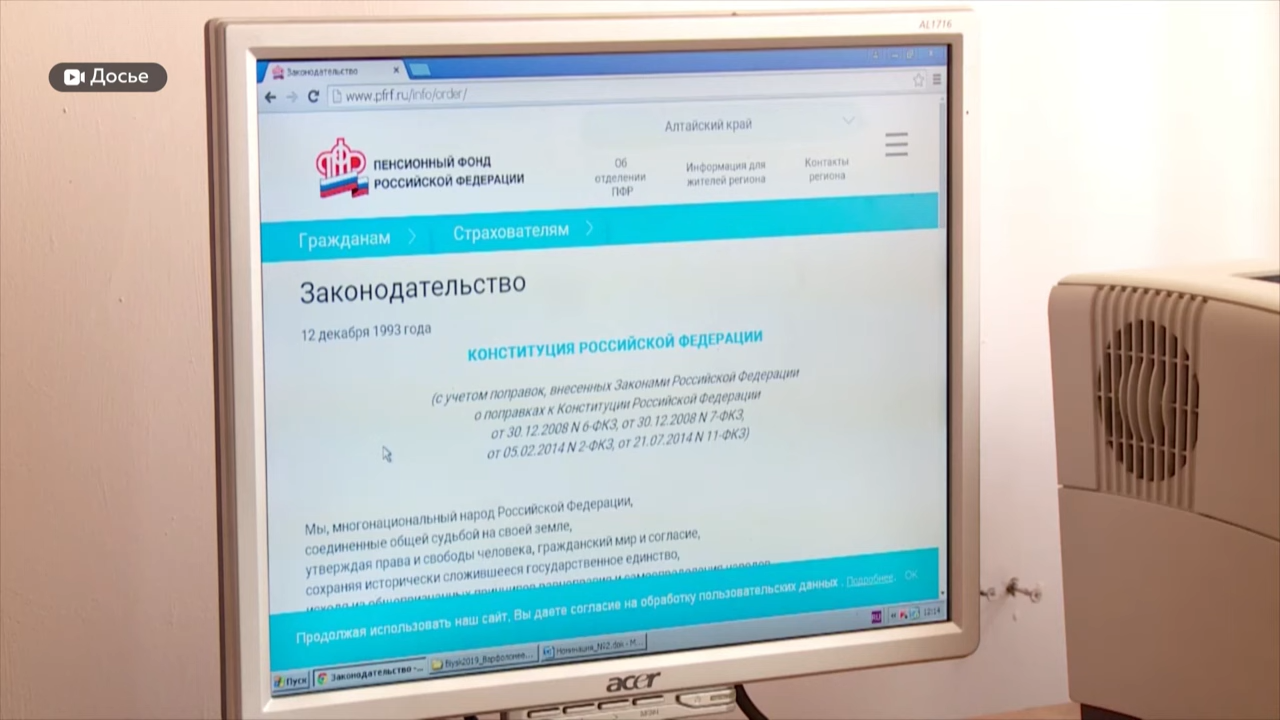 Досье
AL1716
Законодательство
www.pfrf.ru/info/order/
Алтайский край
ПЕНСИОННЫЙ ФОНД
РОССИЙСКОЙ ФЕДЕРАЦИИ
Об
отделении
ПФР
Информация для
жителей региона
Контакты
региона
Гражданам
Страхователям
Законодательство
12 декабря 1993 года
КОНСТИТУЦИЯ РОССИЙСКОЙ ФЕДЕРАЦИИ
(с учетом поправок, внесенных Законами Российской Федерации
о поправках к Конституции Российской Федерации
от 30.12.2008 N 6-ФКЗ, от 30.12.2008 N 7-ФКЗ,
от 05.02.2014 N 2-ФКЗ, от 21.07.2014 N 11-ФКЗ)
Мы, многонациональный народ Российской Федерации,
соединенные общей судьбой на своей земле,
утверждая права и свободы человека, гражданский мир и согласие,
сохраняя исторически сложившееся государственное единство,
Продолжая использовать наш сайт, Вы даете согласие на обработку пользовательских данных . Подробнее. OK
RU
12:14
Пуск
Законодательство -...
acer